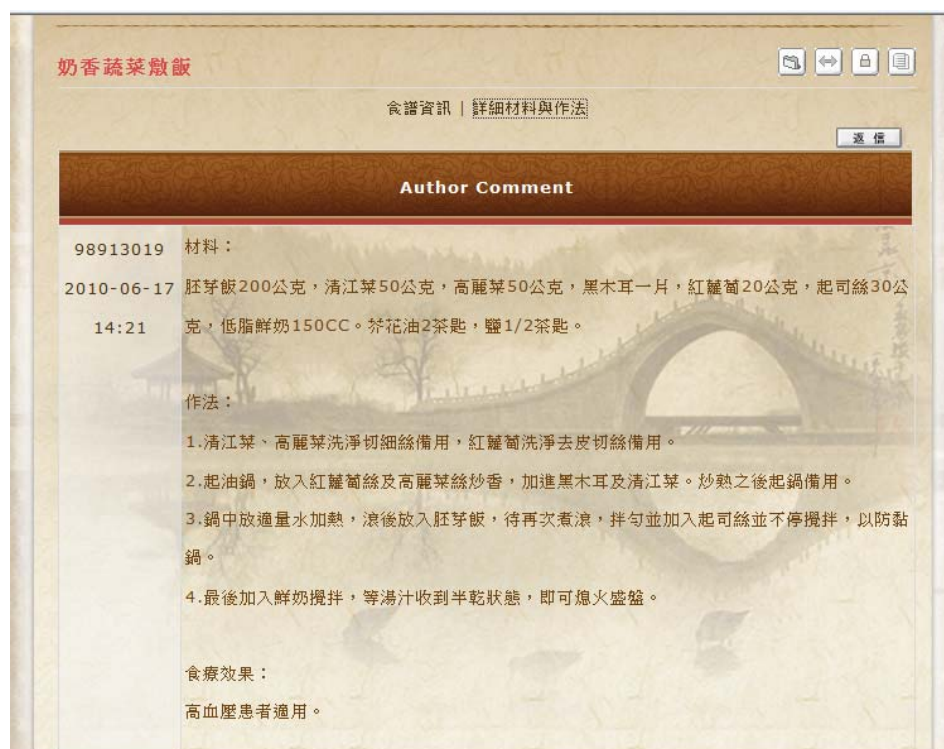 奶香蔬菜燉飯
食譜資訊 | 詳細材料與作法
返 信
Author Comment
98913019
2010-06-17
14:21
材料：
胚芽飯200公克，清江菜50公克，高麗菜50公克，黑木耳一片，紅蘿蔔20公克，起司絲30公
克，低脂鮮奶150CC。芥花油2茶匙，鹽1/2茶匙。
作法：
1.清江菜、高麗菜洗淨切細絲備用，紅蘿蔔洗淨去皮切絲備用。
2.起油鍋，放入紅蘿蔔絲及高麗菜絲炒香，加進黑木耳及清江菜。炒熟之後起鍋備用。
3.鍋中放適量水加熱，滾後放入胚芽飯，待再次煮滾，拌勻並加入起司絲並不停攪拌，以防黏
鍋。
4.最後加入鮮奶攪拌，等湯汁收到半乾狀態，即可熄火盛盤。
食療效果：
高血壓患者適用。